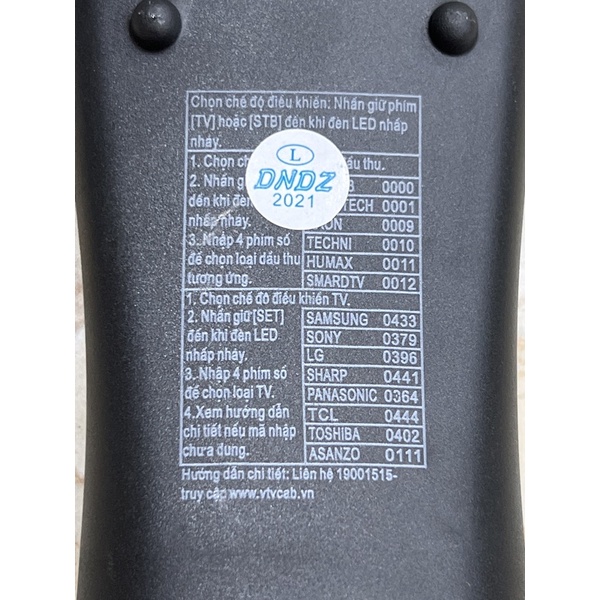 Chọn chế độ điều khiển: Nhấn giữ phím
[TV] hoặc [STB] đến khi đèn LED nhấp
nháy.
1. Chọn ch đầu thu.
2. Nhấn g B 0000
đến khi đèn TECH 0001
nhấp nháy. 0009
3. Nhập 4 phím số TECHNI 0010
để chọn loại đầu thu HUMAX 0011
tương ứng. SMARDTV 0012
1. Chọn chế độ điều khiển TV.
2. Nhấn giữ [SET] SAMSUNG 0433
đến khi đèn LED SONY 0379
nhấp nháy. LG 0396
3. Nhập 4 phím số SHARP 0441
để chọn loại TV. PANASONIC 0364
4.Xem hướng dẫn TCL 0444
chi tiết nếu mã nhập TOSHIBA 0402
chưa đúng. ASANZO 0111
Hướng dẫn chi tiết: Liên hệ 19001515-
truy cập www.vtvcab.vn
L
DNDZ
2021